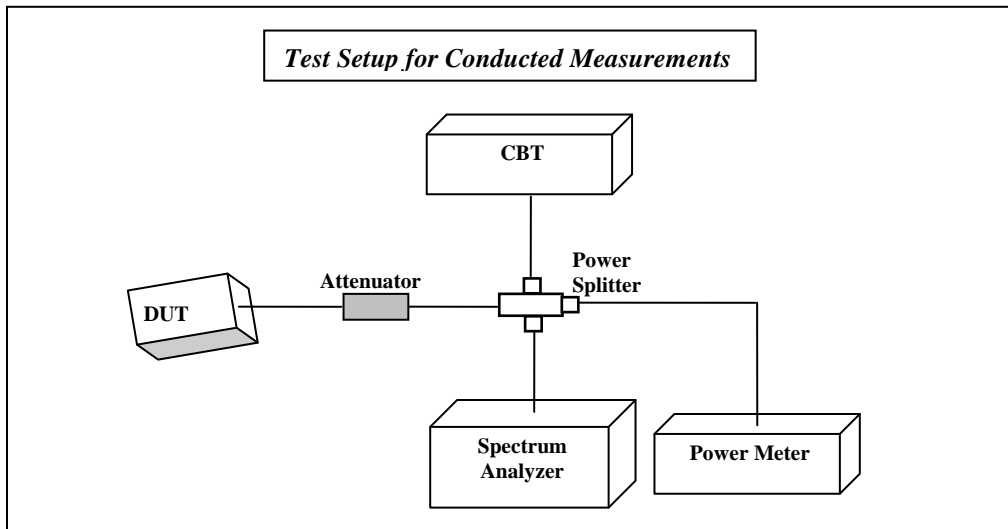 Test Setup for Conducted Measurements
CBT
Power
Splitter
Attenuator
DUT
Spectrum
Analyzer
Power Meter